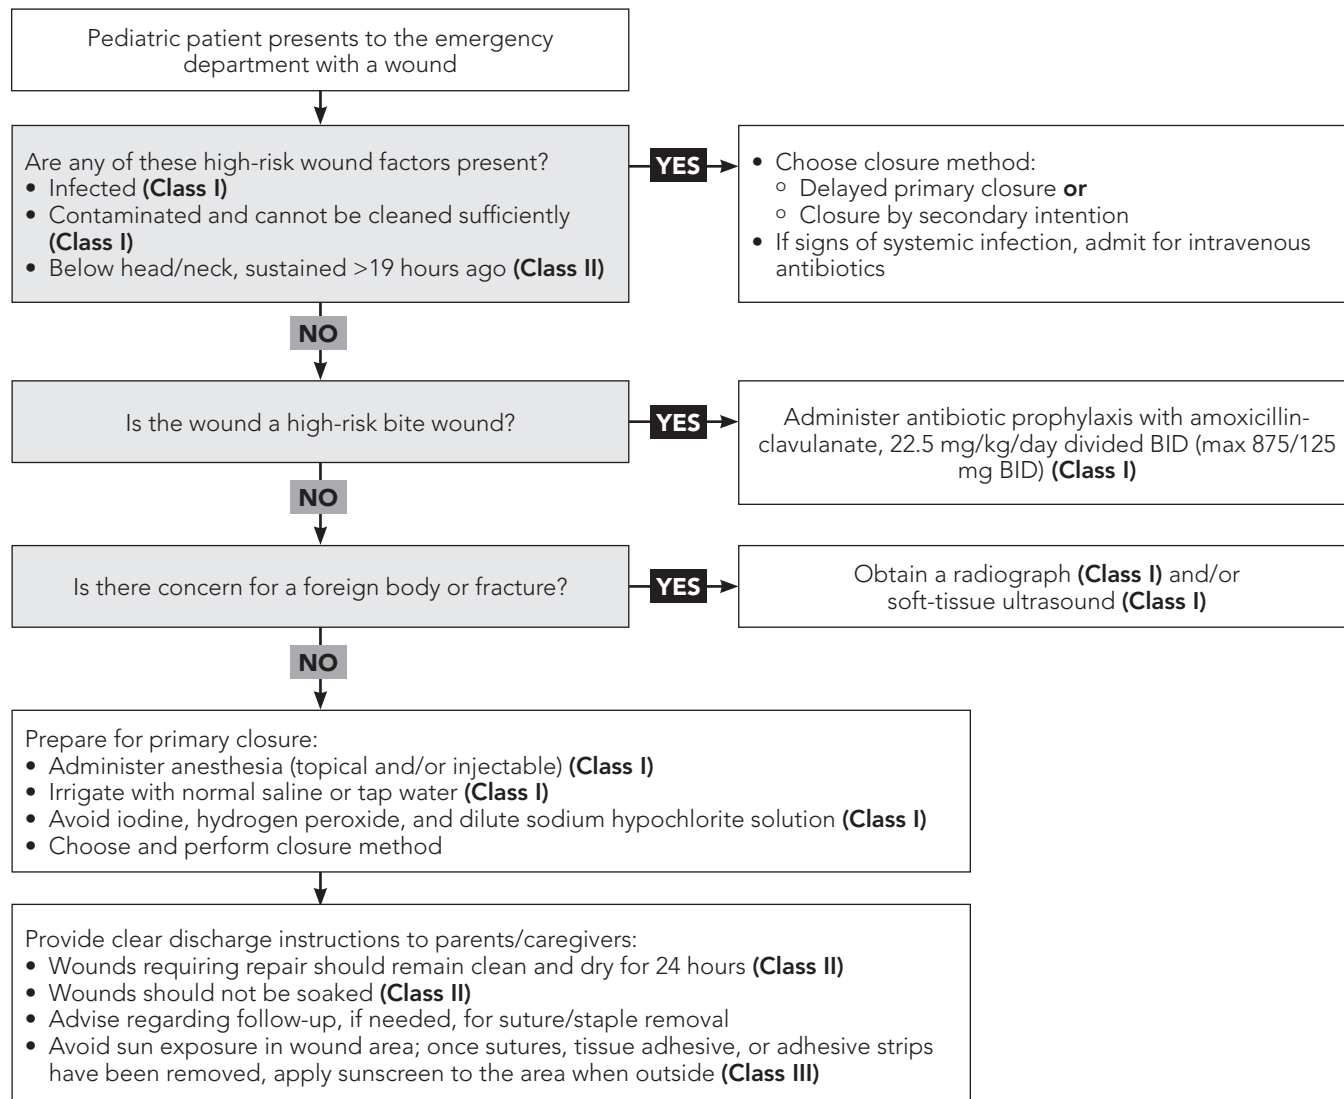 Pediatric patient presents to the emergency
department with a wound
Are any of these high-risk wound factors present?
• Infected (Class I)
• Contaminated and cannot be cleaned sufficiently
(Class I)
• Below head/neck, sustained >19 hours ago (Class II)
YES
• Choose closure method:
○ Delayed primary closure or
○ Closure by secondary intention
• If signs of systemic infection, admit for intravenous
antibiotics
NO
Is the wound a high-risk bite wound?
YES
Administer antibiotic prophylaxis with amoxicillin-
clavulanate, 22.5 mg/kg/day divided BID (max 875/125
mg BID) (Class I)
NO
Is there concern for a foreign body or fracture?
YES
Obtain a radiograph (Class I) and/or
soft-tissue ultrasound (Class I)
NO
Prepare for primary closure:
• Administer anesthesia (topical and/or injectable) (Class I)
• Irrigate with normal saline or tap water (Class I)
• Avoid iodine, hydrogen peroxide, and dilute sodium hypochlorite solution (Class I)
• Choose and perform closure method
Provide clear discharge instructions to parents/caregivers:
• Wounds requiring repair should remain clean and dry for 24 hours (Class II)
• Wounds should not be soaked (Class II)
• Advise regarding follow-up, if needed, for suture/staple removal
• Avoid sun exposure in wound area; once sutures, tissue adhesive, or adhesive strips
have been removed, apply sunscreen to the area when outside (Class III)